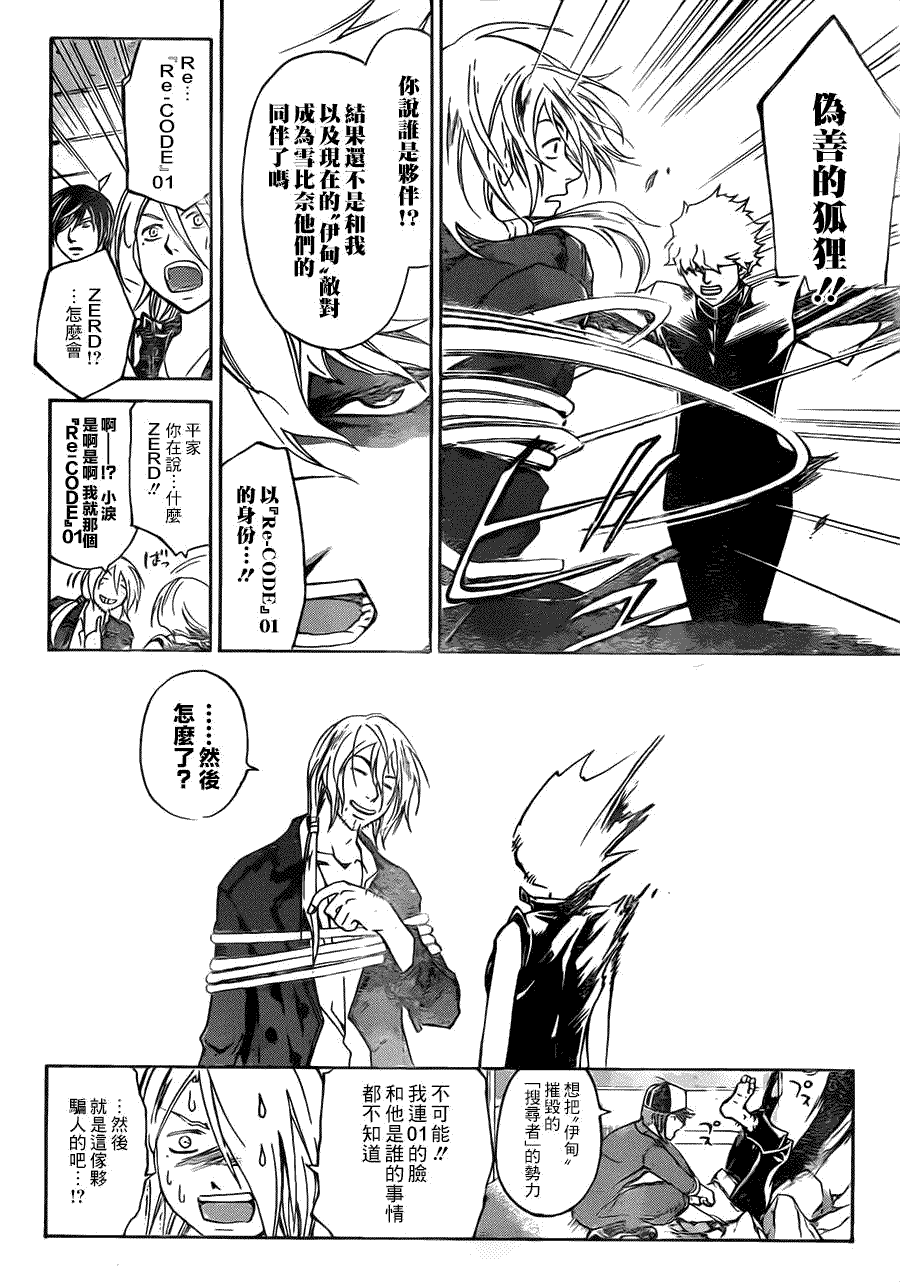 偽善的狐狸!!
你說誰是夥伴!?
結果還不是和我
以及現在的〝伊甸〞敵對
成為雪比奈他們的
同伴了嗎
以『Re-CODE』01
的身份…!!
Re…
『Re-CODE』01
ZERD!?
…怎麼會
平家
你在說…什麼
ZERD!!
啊——!? 小淚
是啊是啊 我就那個
『Re-CODE』01
ばっ
……然後
怎麼了？
想把〝伊甸〞
摧毀的
「搜尋者」的勢力
不可能!!
我連01的臉
和他是誰的事情
都不知道
…然後
就是這傢夥
騙人的吧…!?